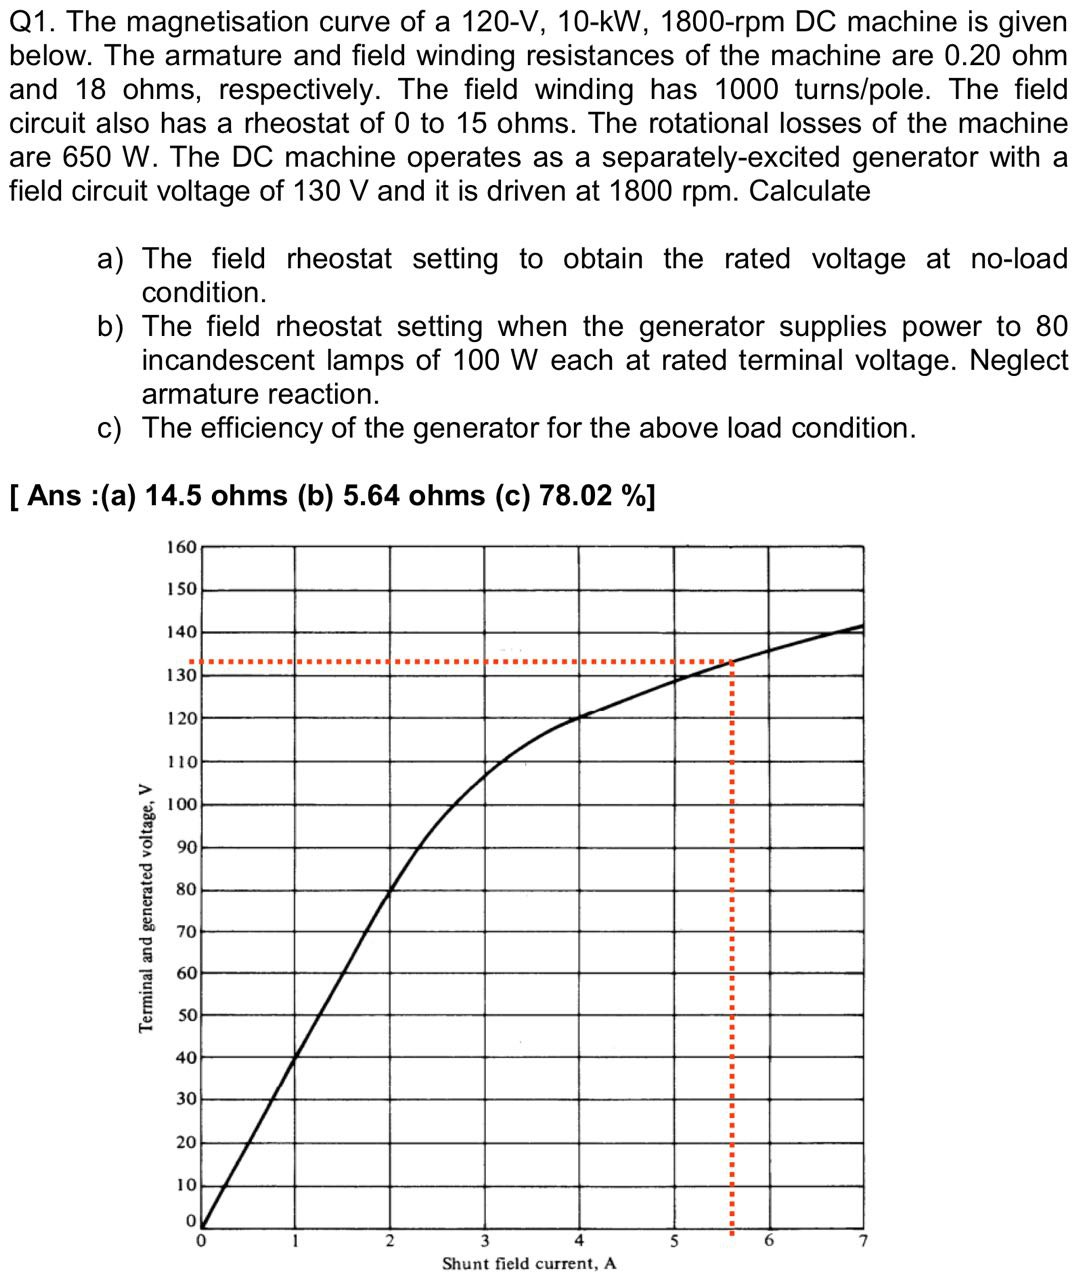 Q1. The magnetisation curve of a 120-V, 10-kW, 1800-rpm DC machine is given
below. The armature and field winding resistances of the machine are 0.20 ohm
and 18 ohms, respectively. The field winding has 1000 turns/pole. The field
circuit also has a rheostat of 0 to 15 ohms. The rotational losses of the machine
are 650 W. The DC machine operates as a separately-excited generator with a
field circuit voltage of 130 V and it is driven at 1800 rpm. Calculate
a) The field rheostat setting to obtain the rated voltage at no-load
condition.
b) The field rheostat setting when the generator supplies power to 80
incandescent lamps of 100 W each at rated terminal voltage. Neglect
armature reaction.
c) The efficiency of the generator for the above load condition.
[ Ans :(a) 14.5 ohms (b) 5.64 ohms (c) 78.02 %]
160
150
140
130
120
110
100
90
80
70
60
50
40
30
20
10
0
Terminal and generated voltage, V
0 1 2 3 4 5 6 7
Shunt field current, A